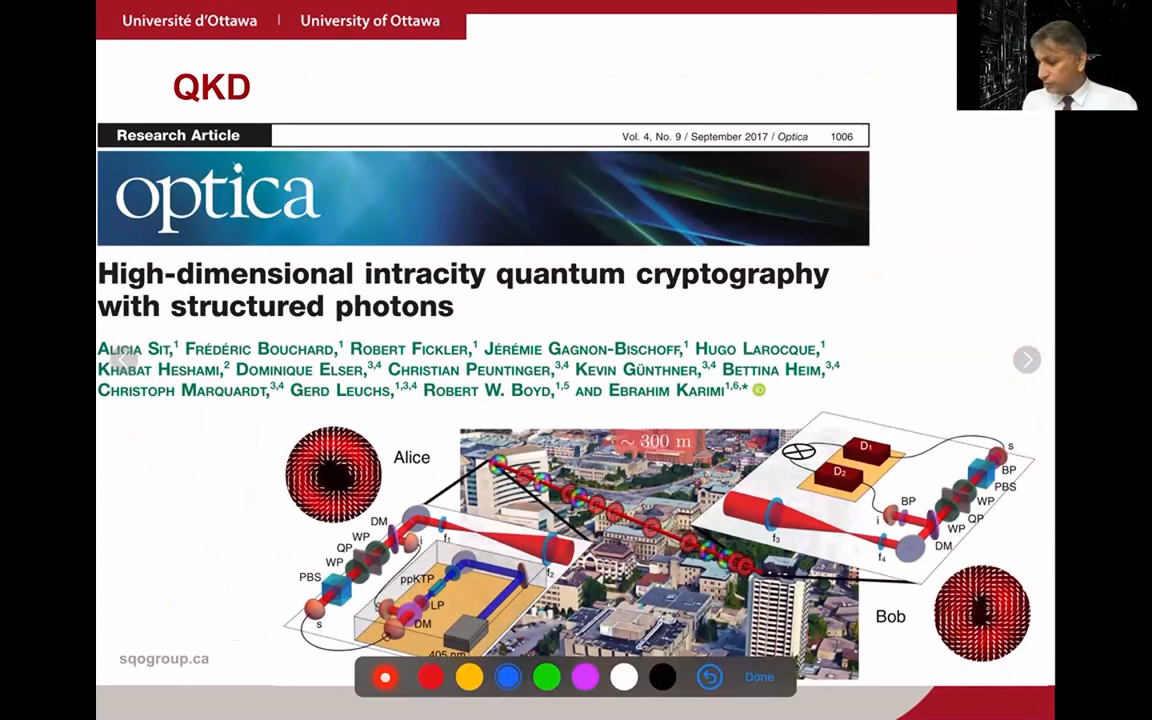 Université d'Ottawa | University of Ottawa
QKD
Research Article
Vol. 4, No. 9 / September 2017 / Optica 1006
optica
High-dimensional intracity quantum cryptography
with structured photons
ALICIA SIT,1 FRÉDÉRIC BOUCHARD,1 ROBERT FICKLER,1 JÉRÉMIE GAGNON-BISCHOFF,1 HUGO LAROCQUE,1
KHABAT HESHAMI,2 DOMINIQUE ELSER,3,4 CHRISTIAN PEUNTINGER,3,4 KEVIN GÜNTHNER,3,4 BETTINA HEIM,3,4
CHRISTOPH MARQUARDT,3,4 GERD LEUCHS,1,3,4 ROBERT W. BOYD,1,5 AND EBRAHIM KARIMI1,6,* iD
Alice
~ 300 m
D1
D2
s
BP
PBS
WP
QP
WP
DM
BP
i
f3
f4
DM
WP
QP
WP
PBS
s
i
f1
f2
ppKTP
LP
DM
405 nm
Bob
sqogroup.ca
Done